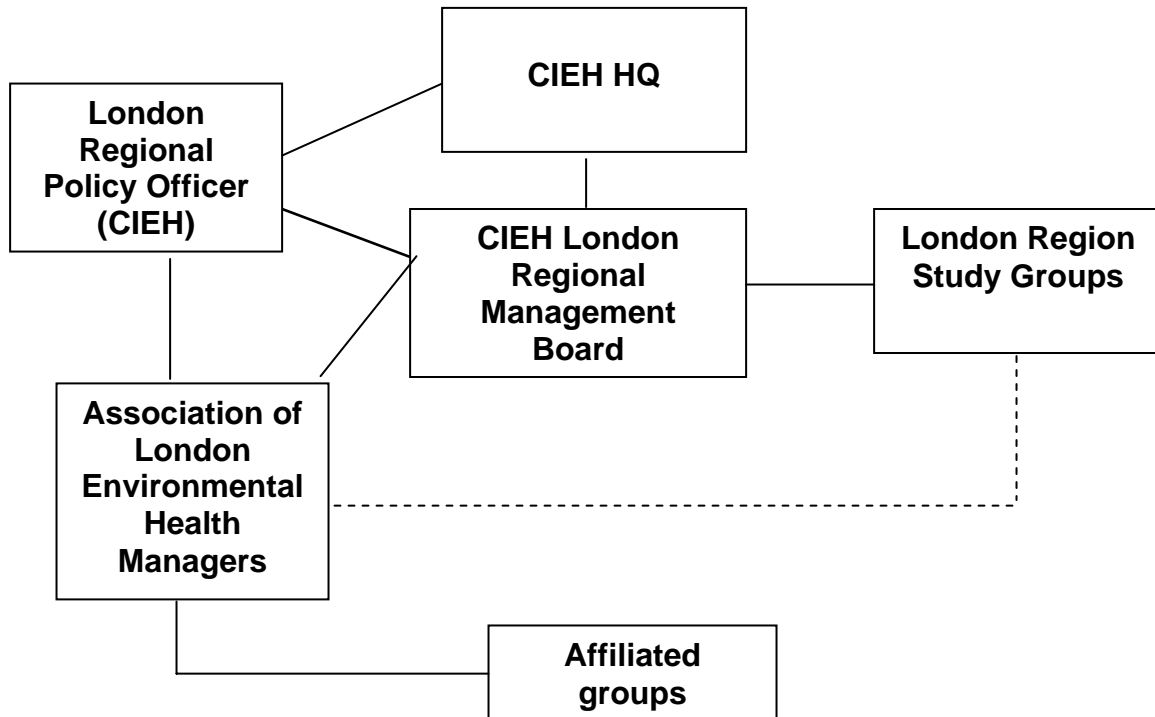 CIEH HQ
London
Regional
Policy Officer
(CIEH)
CIEH London
Regional
Management
Board
London Region
Study Groups
Association of
London
Environmental
Health
Managers
Affiliated
groups